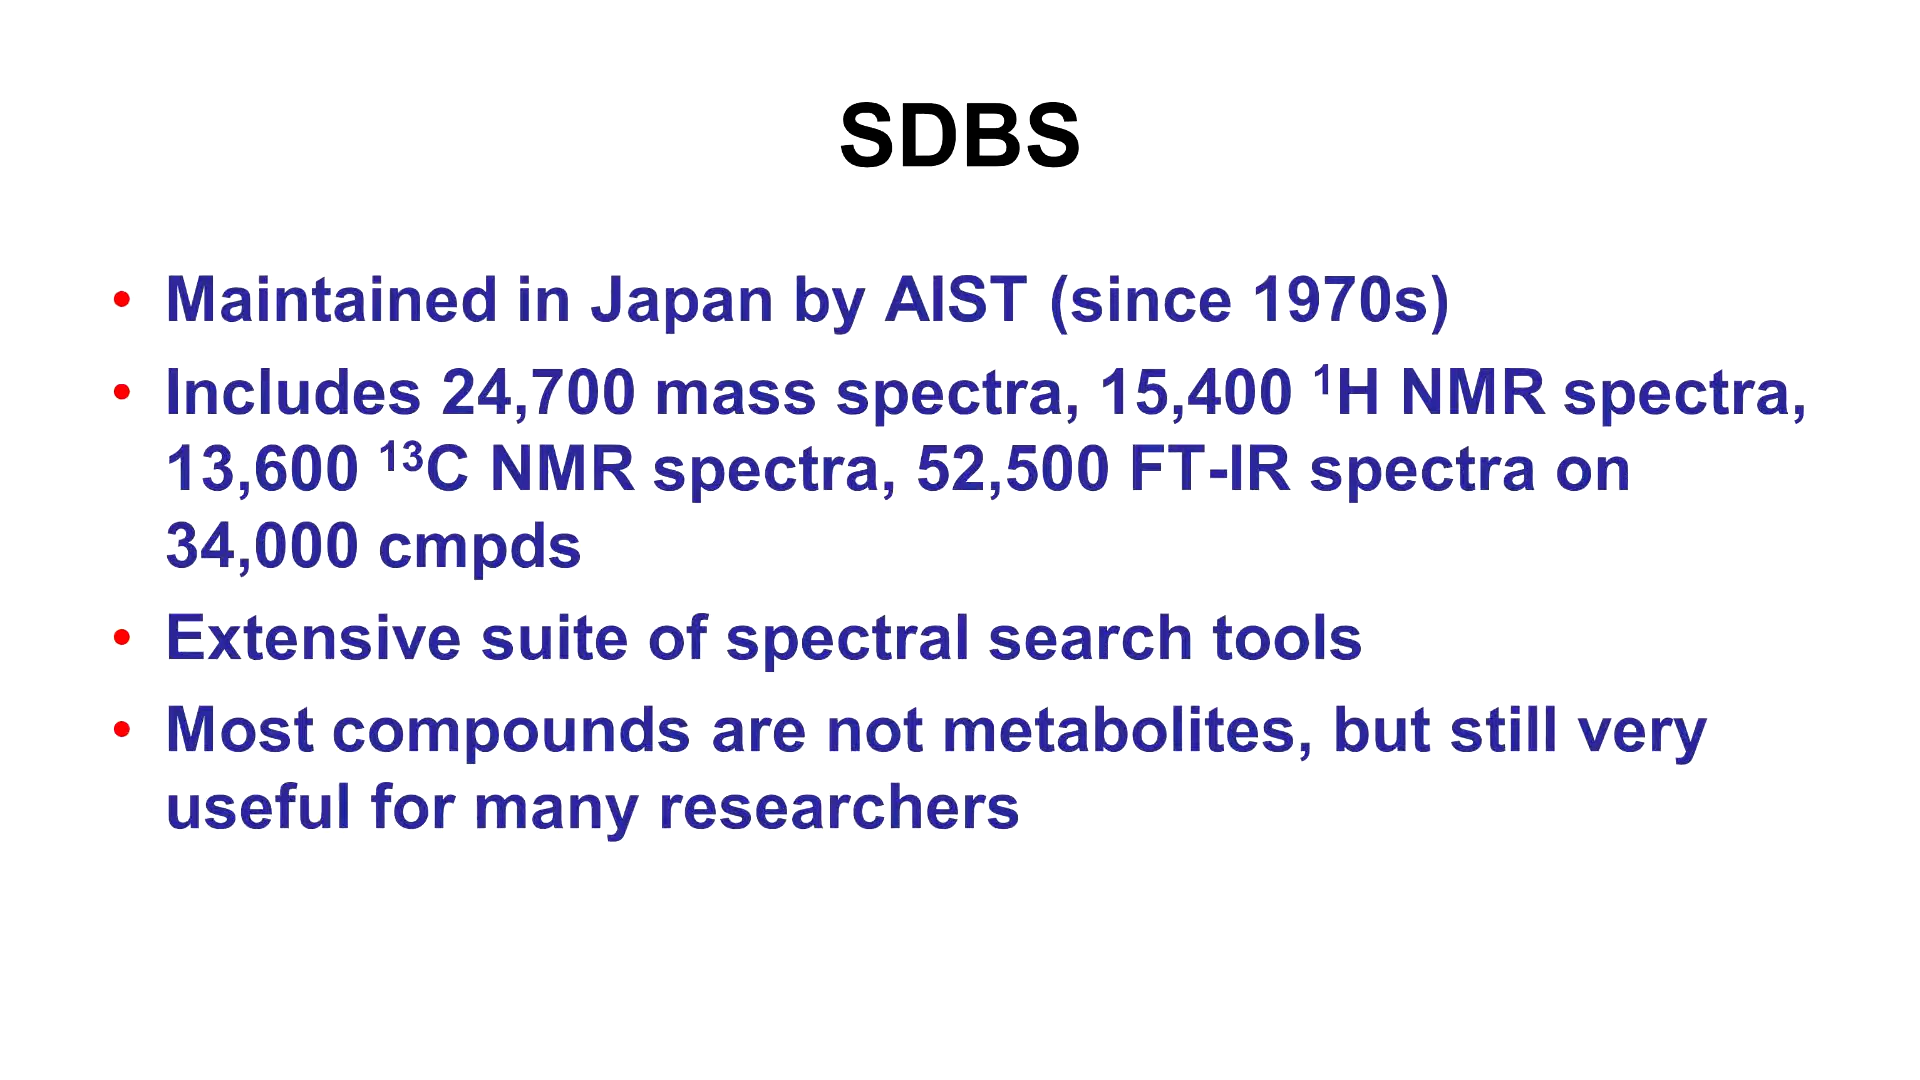 SDBS
• Maintained in Japan by AIST (since 1970s)
• Includes 24,700 mass spectra, 15,400 ¹H NMR spectra,
13,600 ¹³C NMR spectra, 52,500 FT-IR spectra on
34,000 cmpds
• Extensive suite of spectral search tools
• Most compounds are not metabolites, but still very
useful for many researchers